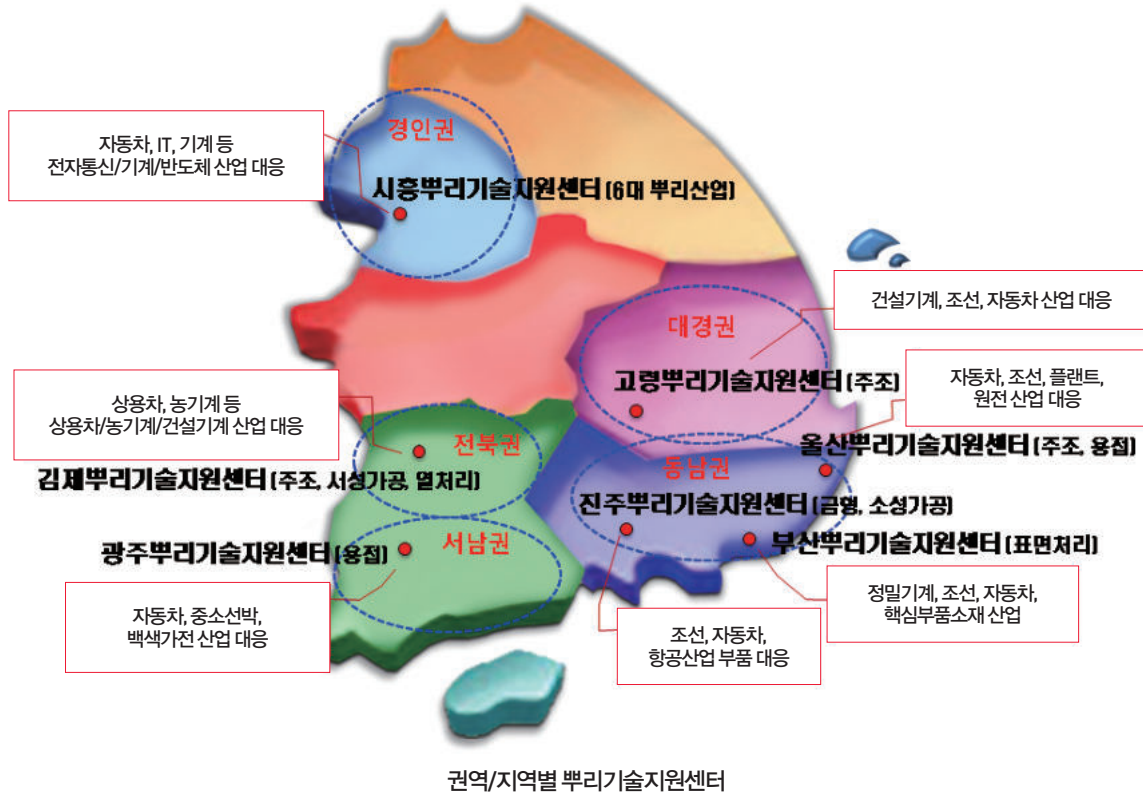 경인권
자동차, IT, 기계 등
전자통신/기계/반도체 산업 대응
시흥뿌리기술지원센터 (6대 뿌리산업)
건설기계, 조선, 자동차 산업 대응
대경권
고령뿌리기술지원센터 (주조)
자동차, 조선, 플랜트,
원전 산업 대응
상용차, 농기계 등
상용차/농기계/건설기계 산업 대응
전북권
울산뿌리기술지원센터 (주조, 용접)
김제뿌리기술지원센터 (주조, 서성가공, 열처리)
동남권
진주뿌리기술지원센터 (금형, 소성가공)
광주뿌리기술지원센터 (용접)
서남권
부산뿌리기술지원센터 (표면처리)
정밀기계, 조선, 자동차,
핵심부품소재 산업
자동차, 중소선박,
백색가전 산업 대응
조선, 자동차,
항공산업 부품 대응
권역/지역별 뿌리기술지원센터